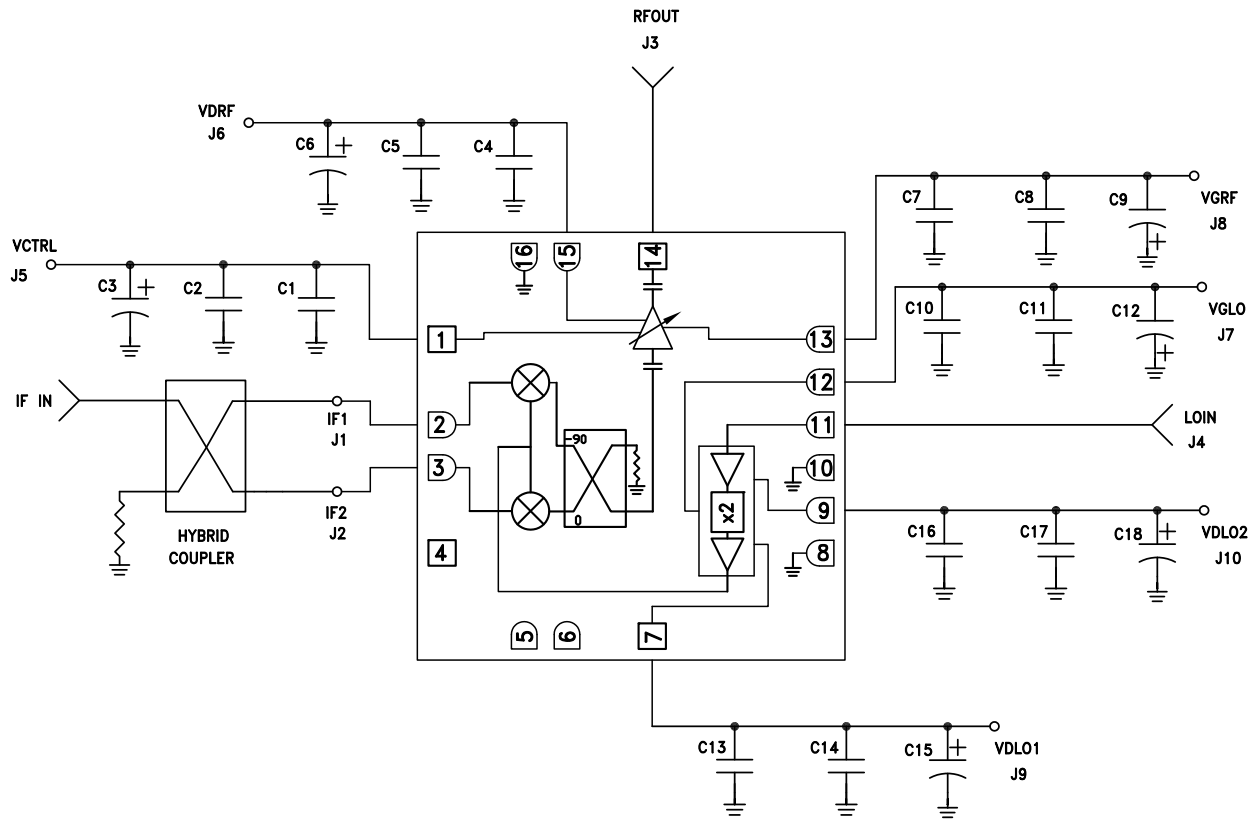 RFOUT
J3
VDRF
J6
C6
+
C5
C4
C7
C8
C9
+
VGRF
J8
VCTRL
J5
C3
+
C2
C1
16
15
14
C10
C11
C12
+
VGLO
J7
1
13
12
IF IN
IF1
J1
2
-90
11
LOIN
J4
3
10
IF2
J2
HYBRID
COUPLER
0
x2
9
C16
C17
C18
+
VDLO2
J10
4
8
5
6
7
C13
C14
C15
+
VDLO1
J9